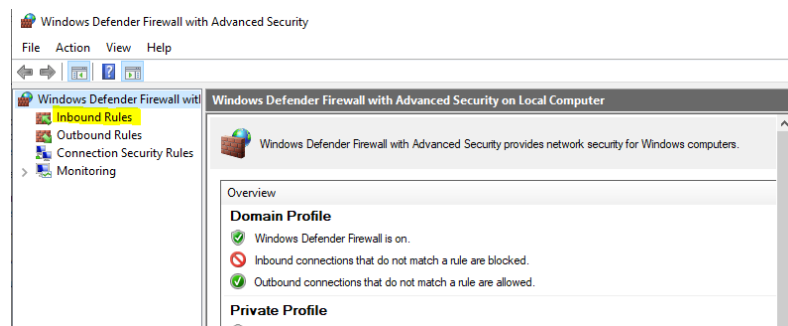 Windows Defender Firewall with Advanced Security
File Action View Help
Windows Defender Firewall witl
Inbound Rules
Outbound Rules
Connection Security Rules
Monitoring
Windows Defender Firewall with Advanced Security on Local Computer
Windows Defender Firewall with Advanced Security provides network security for Windows computers.
Overview
Domain Profile
Windows Defender Firewall is on.
Inbound connections that do not match a rule are blocked.
Outbound connections that do not match a rule are allowed.
Private Profile